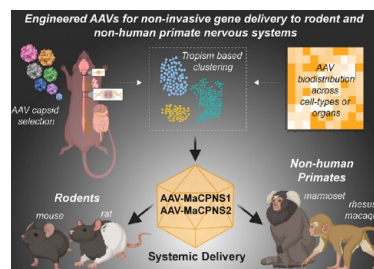 Engineered AAVs for non-invasive gene delivery to rodent and
non-human primate nervous systems
AAV capsid
selection
Tropism based
clustering
AAV
biodistribution
across
cell-types or
organs
Rodents
mouse
rat
AAV-MaCPNS1
AAV-MaCPNS2
Systemic Delivery
Non-human
Primates
marmoset
rhesus
macaque